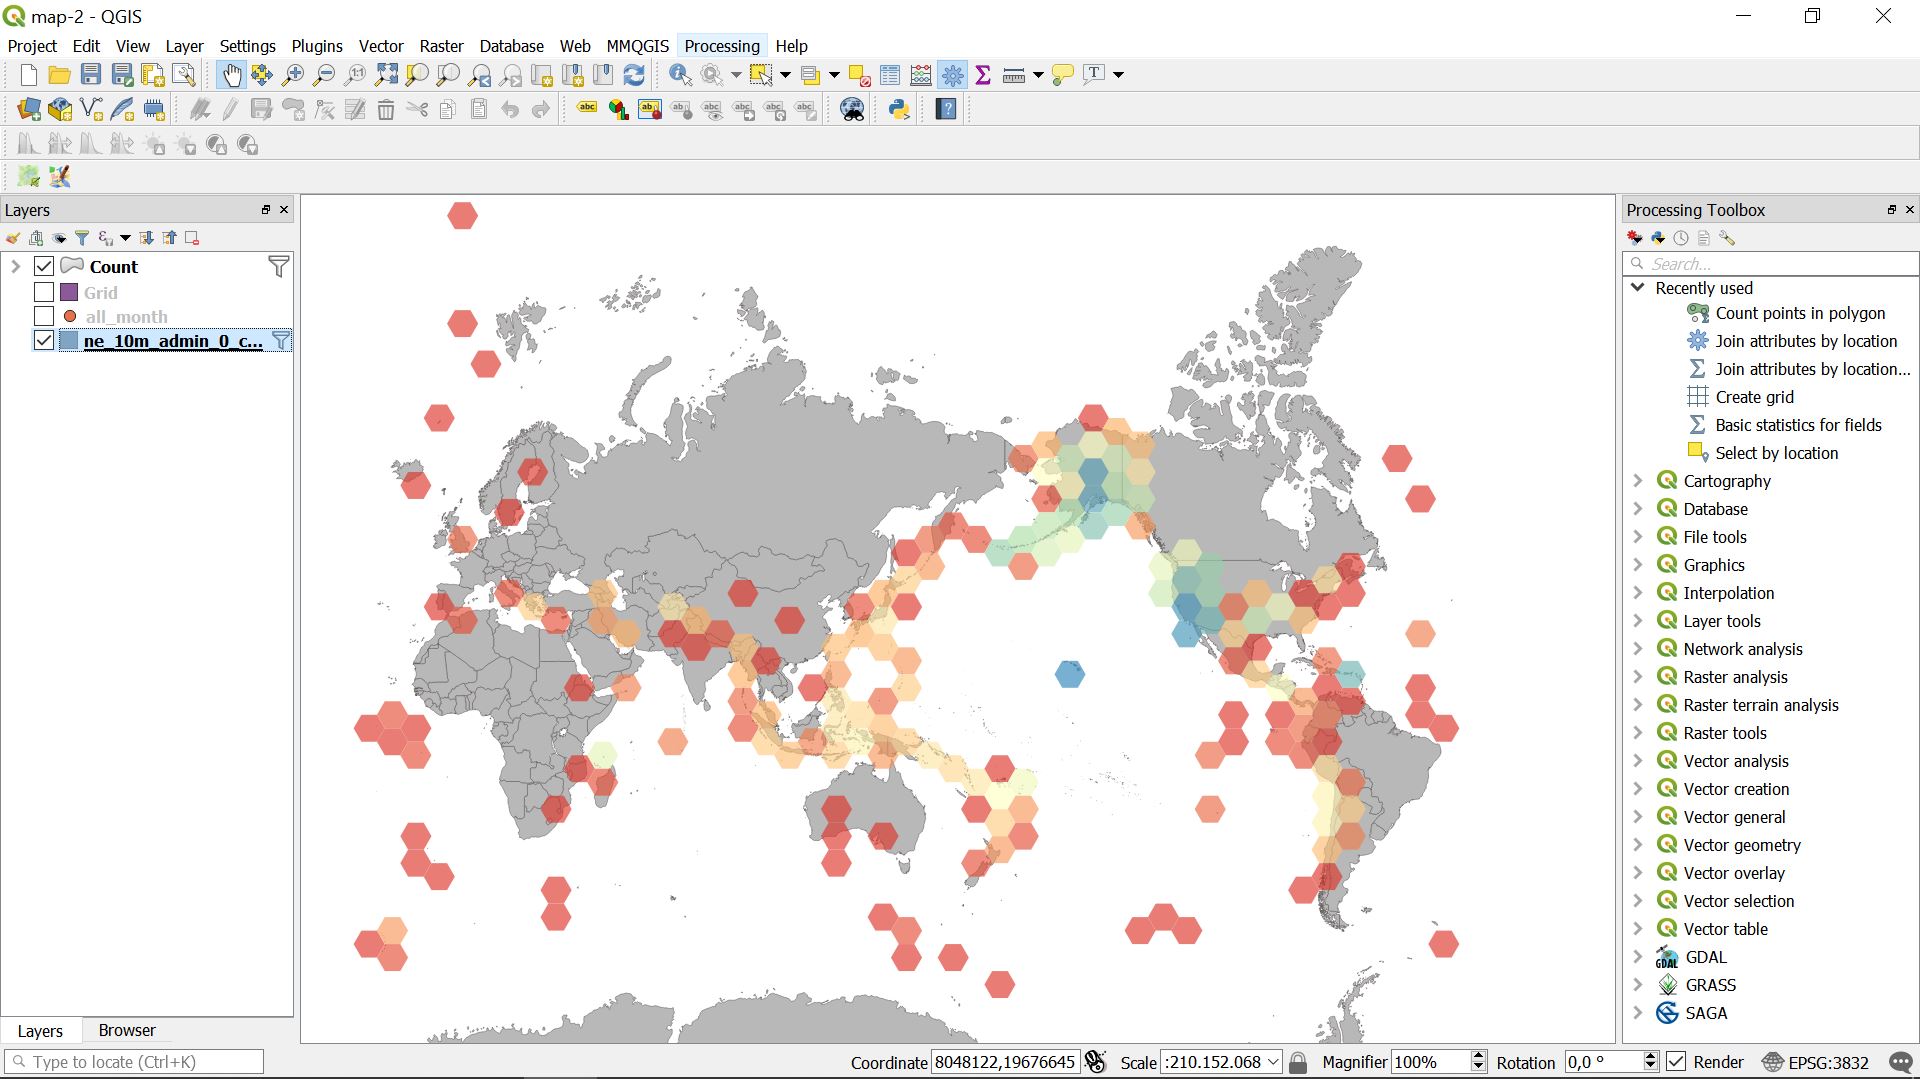 map-2 - QGIS
Project Edit View Layer Settings Plugins Vector Raster Database Web MMQGIS Processing Help
Layers
Count
Grid
all_month
ne_10m_admin_0_c...
Layers Browser
Processing Toolbox
Search...
Recently used
Count points in polygon
Join attributes by location
Join attributes by location...
Create grid
Basic statistics for fields
Select by location
Cartography
Database
File tools
Graphics
Interpolation
Layer tools
Network analysis
Raster analysis
Raster terrain analysis
Raster tools
Vector analysis
Vector creation
Vector general
Vector geometry
Vector overlay
Vector selection
Vector table
GDAL
GRASS
SAGA
Type to locate (Ctrl+K) Coordinate 8048122,19676645 Scale :210.152.068 Magnifier 100% Rotation 0,0 ° Render EPSG:3832